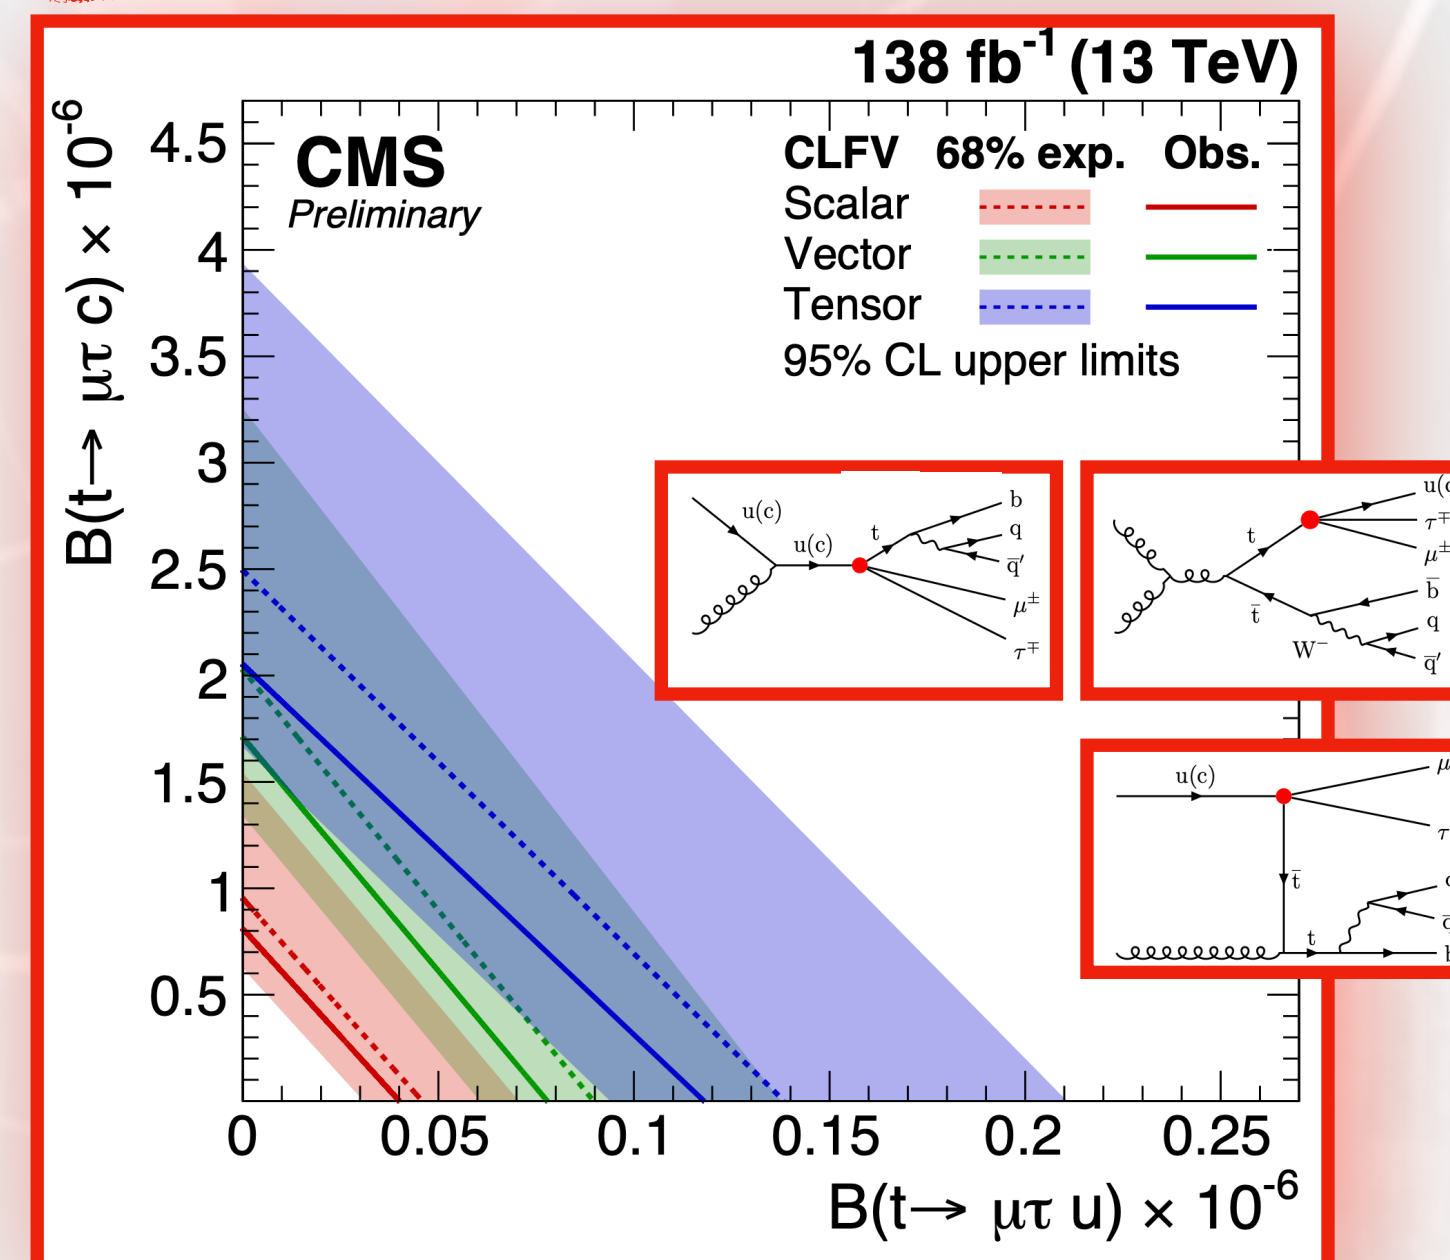 138 fb⁻¹ (13 TeV)
CMS
Preliminary
CLFV 68% exp. Obs.
Scalar
Vector
Tensor
95% CL upper limits
B(t→ μτ c) × 10⁻⁶
4.5
4
3.5
3
2.5
2
1.5
1
0.5
0 0.05 0.1 0.15 0.2 0.25
B(t→ μτ u) × 10⁻⁶
u(c)
u(c)
t
b
q
q̅′
μ±
τ∓
t
t̅
W⁻
τ∓
μ±
b̅
q
q̅′
u(c)
t̅
t
μ
τ